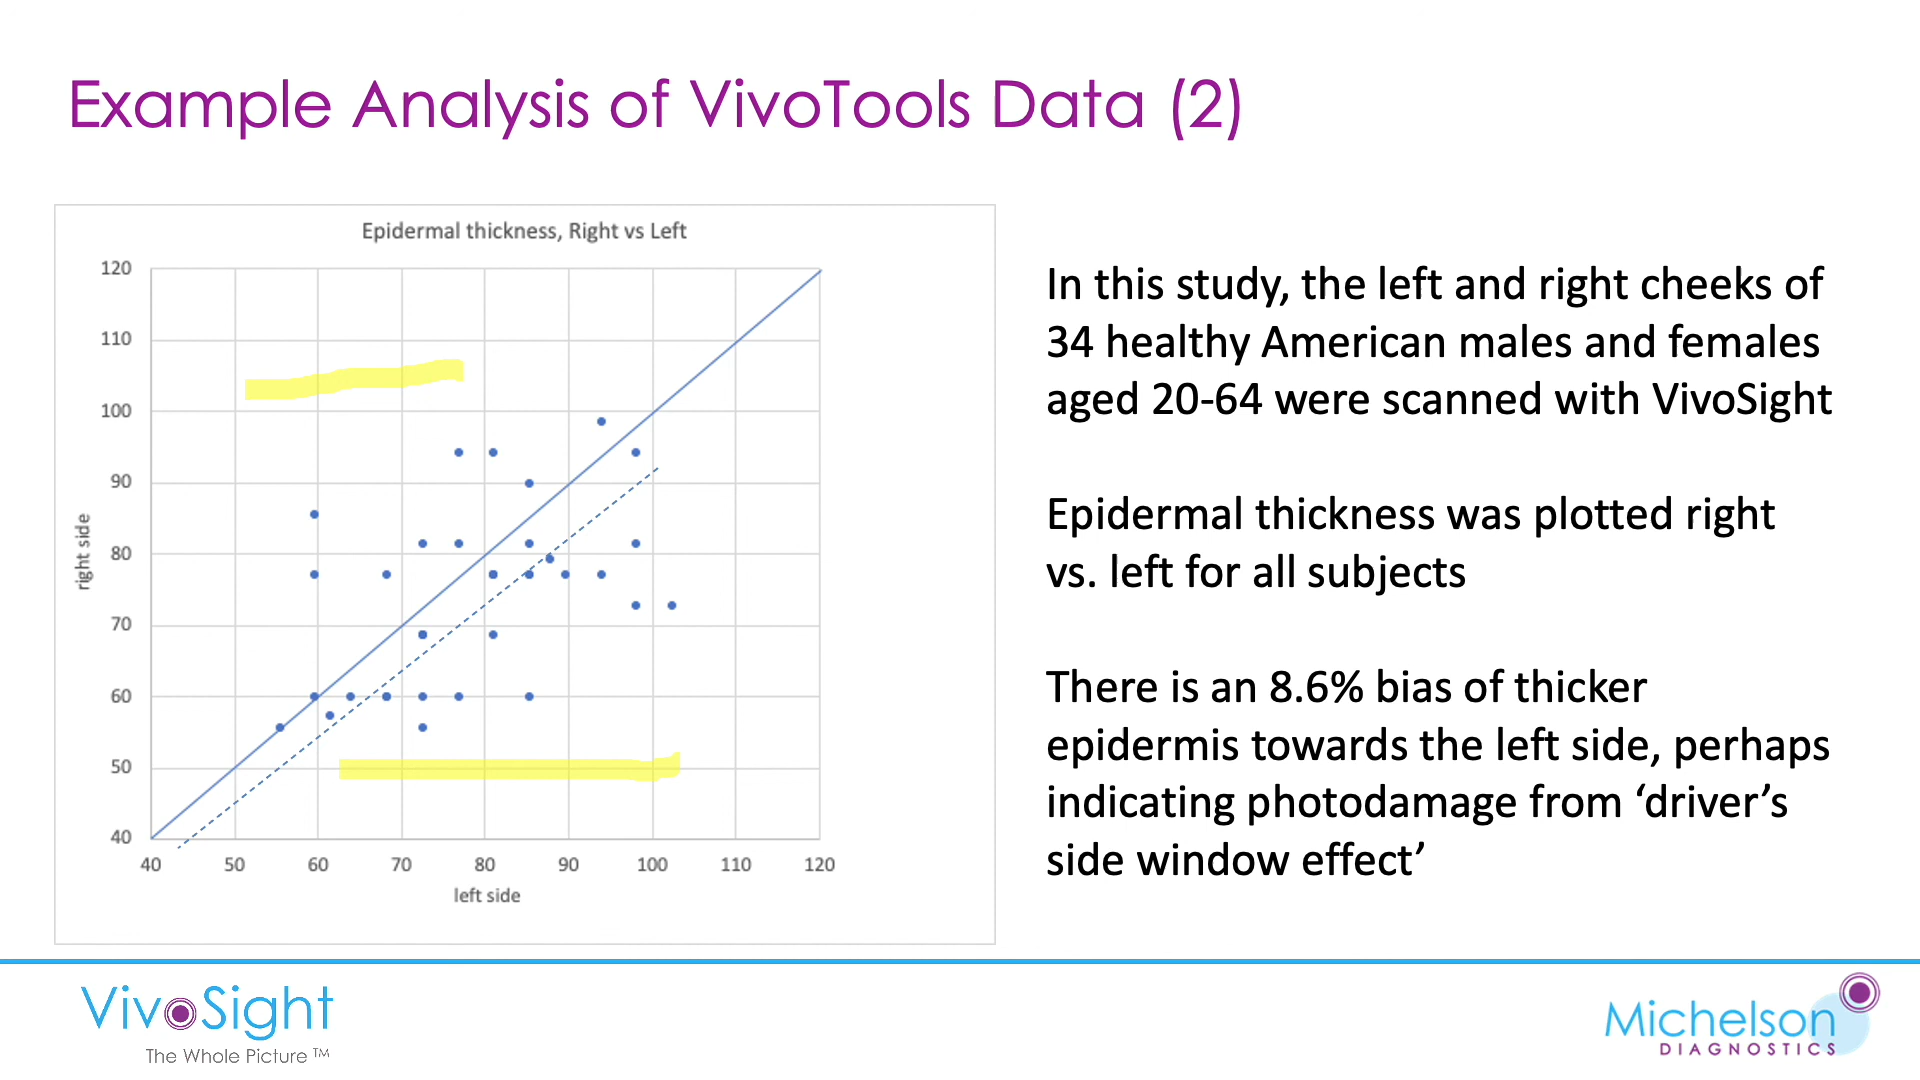 Example Analysis of VivoTools Data (2)
Epidermal thickness, Right vs Left
120
110
100
90
80
70
60
50
40
right side
40 50 60 70 80 90 100 110 120
left side
In this study, the left and right cheeks of
34 healthy American males and females
aged 20-64 were scanned with VivoSight
Epidermal thickness was plotted right
vs. left for all subjects
There is an 8.6% bias of thicker
epidermis towards the left side, perhaps
indicating photodamage from ‘driver’s
side window effect’
VivoSight
The Whole Picture ™
Michelson
DIAGNOSTICS